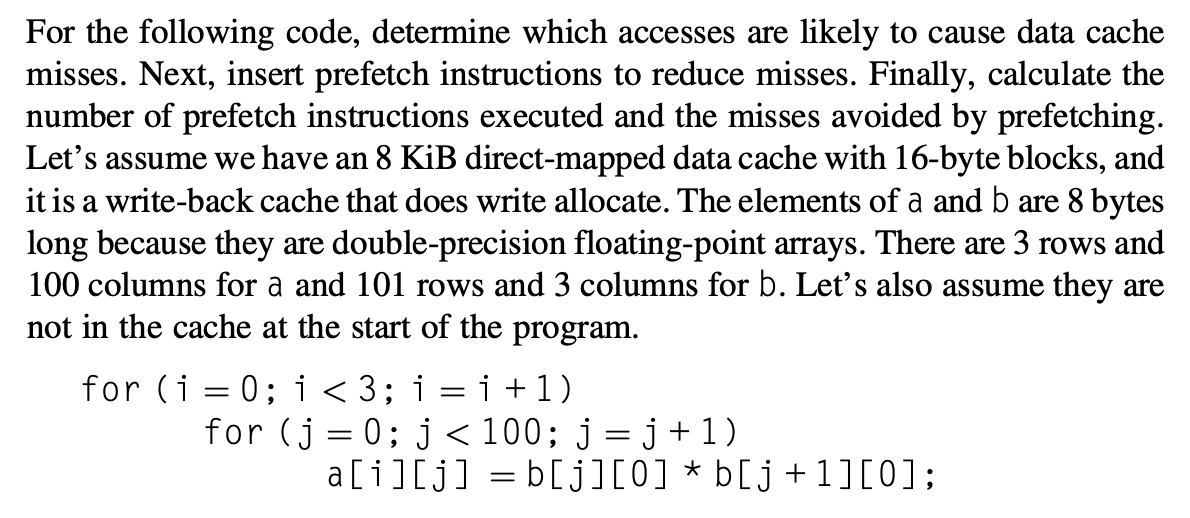 For the following code, determine which accesses are likely to cause data cache
misses. Next, insert prefetch instructions to reduce misses. Finally, calculate the
number of prefetch instructions executed and the misses avoided by prefetching.
Let’s assume we have an 8 KiB direct-mapped data cache with 16-byte blocks, and
it is a write-back cache that does write allocate. The elements of a and b are 8 bytes
long because they are double-precision floating-point arrays. There are 3 rows and
100 columns for a and 101 rows and 3 columns for b. Let’s also assume they are
not in the cache at the start of the program.
for (i = 0; i < 3; i = i + 1)
for (j = 0; j < 100; j = j + 1)
a[i][j] = b[j][0] * b[j + 1][0];